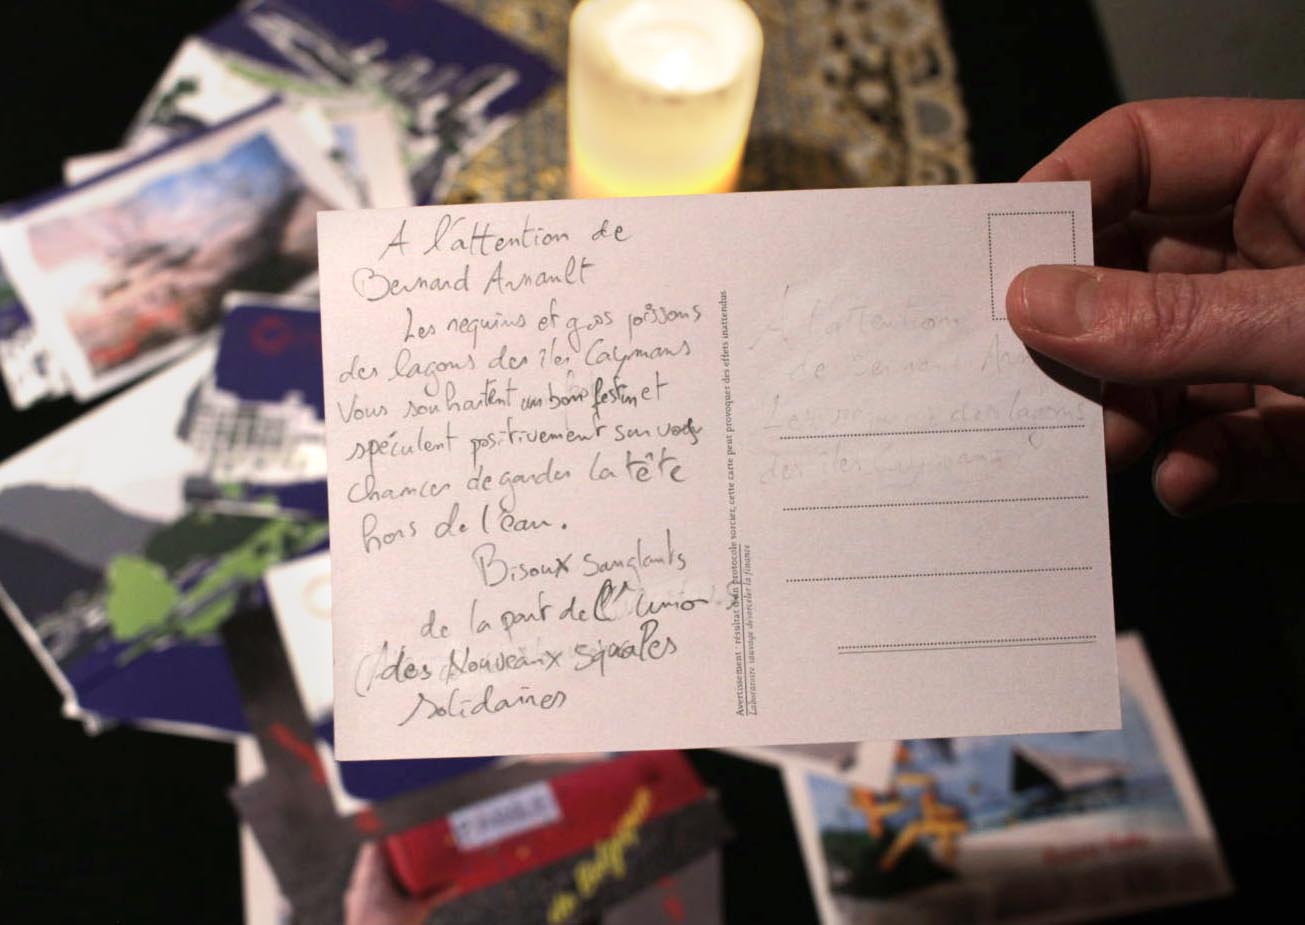 A l'attention de
Bernard Arnault
Les requins et gros poissons
des lagons des îles Caymans
vous souhaitent un bon festin et
spéculent positivement sur vos
chances de garder la tête
hors de l'eau.
Bisoux sanglants
de la part de l'Union
des Nouveaux squales
solidaires
Avertissement : résultat d'un protocole sorcier, cette carte peut provoquer des effets inattendus
Laboratoire sauvage désorceler la finance
A l'attention
de Bernard
Les requins des lagons
des îles Caymans
de Belgique